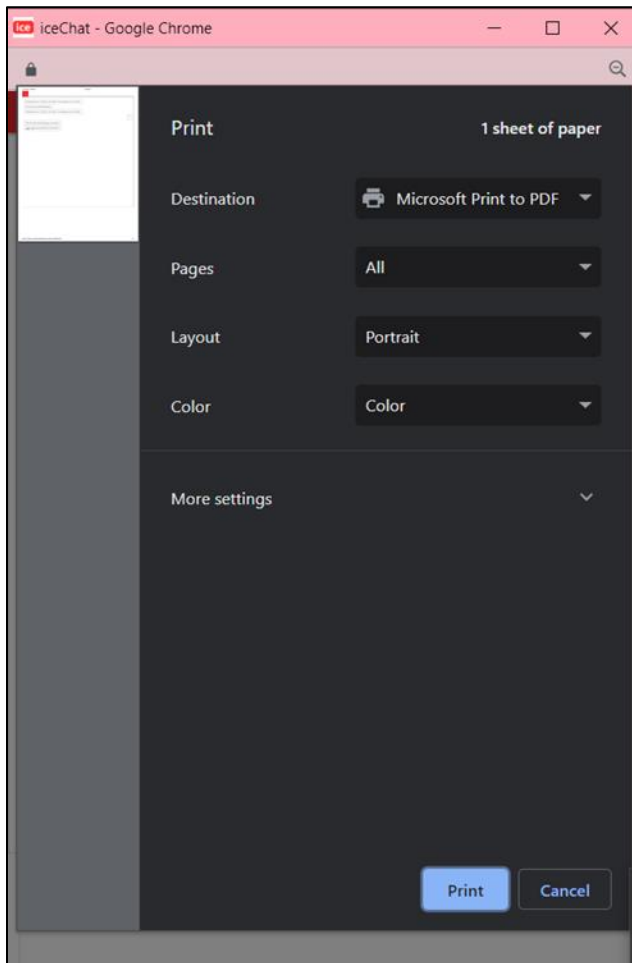 ice iceChat - Google Chrome
Print 1 sheet of paper
Destination Microsoft Print to PDF
Pages All
Layout Portrait
Color Color
More settings
Print Cancel